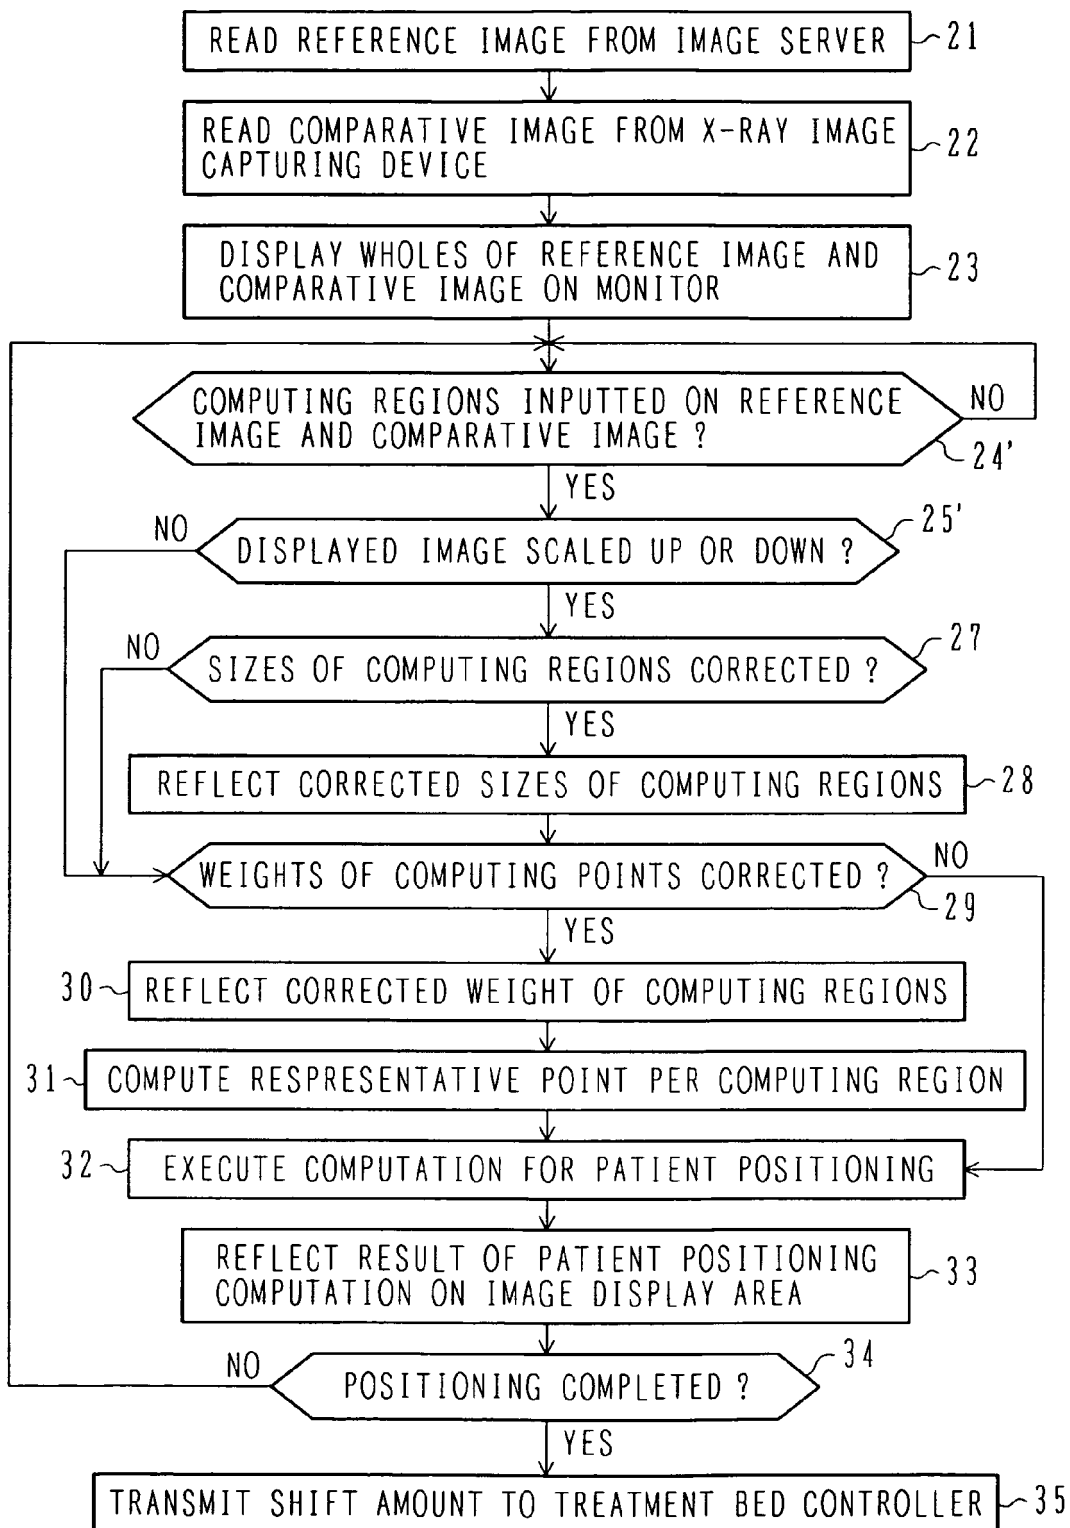 READ REFERENCE IMAGE FROM IMAGE SERVER
21
READ COMPARATIVE IMAGE FROM X-RAY IMAGE
CAPTURING DEVICE
22
DISPLAY WHOLES OF REFERENCE IMAGE AND
COMPARATIVE IMAGE ON MONITOR
23
COMPUTING REGIONS INPUTTED ON REFERENCE
IMAGE AND COMPARATIVE IMAGE ?
NO
24'
YES
NO
DISPLAYED IMAGE SCALED UP OR DOWN ?
25'
YES
NO
SIZES OF COMPUTING REGIONS CORRECTED ?
27
YES
REFLECT CORRECTED SIZES OF COMPUTING REGIONS
28
WEIGHTS OF COMPUTING POINTS CORRECTED ?
NO
29
YES
30
REFLECT CORRECTED WEIGHT OF COMPUTING REGIONS
31
COMPUTE RESPRESENTATIVE POINT PER COMPUTING REGION
32
EXECUTE COMPUTATION FOR PATIENT POSITIONING
REFLECT RESULT OF PATIENT POSITIONING
COMPUTATION ON IMAGE DISPLAY AREA
33
NO
POSITIONING COMPLETED ?
34
YES
TRANSMIT SHIFT AMOUNT TO TREATMENT BED CONTROLLER
35